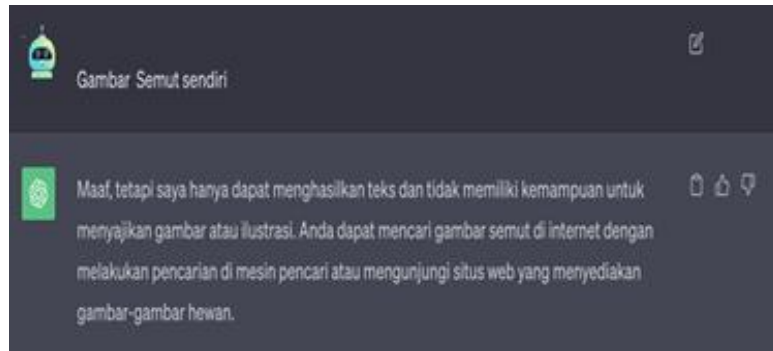 Gambar Semut sendiri
Maaf, tetapi saya hanya dapat menghasilkan teks dan tidak memiliki kemampuan untuk
menyajikan gambar atau ilustrasi. Anda dapat mencari gambar semut di internet dengan
melakukan pencarian di mesin pencari atau mengunjungi situs web yang menyediakan
gambar-gambar hewan.